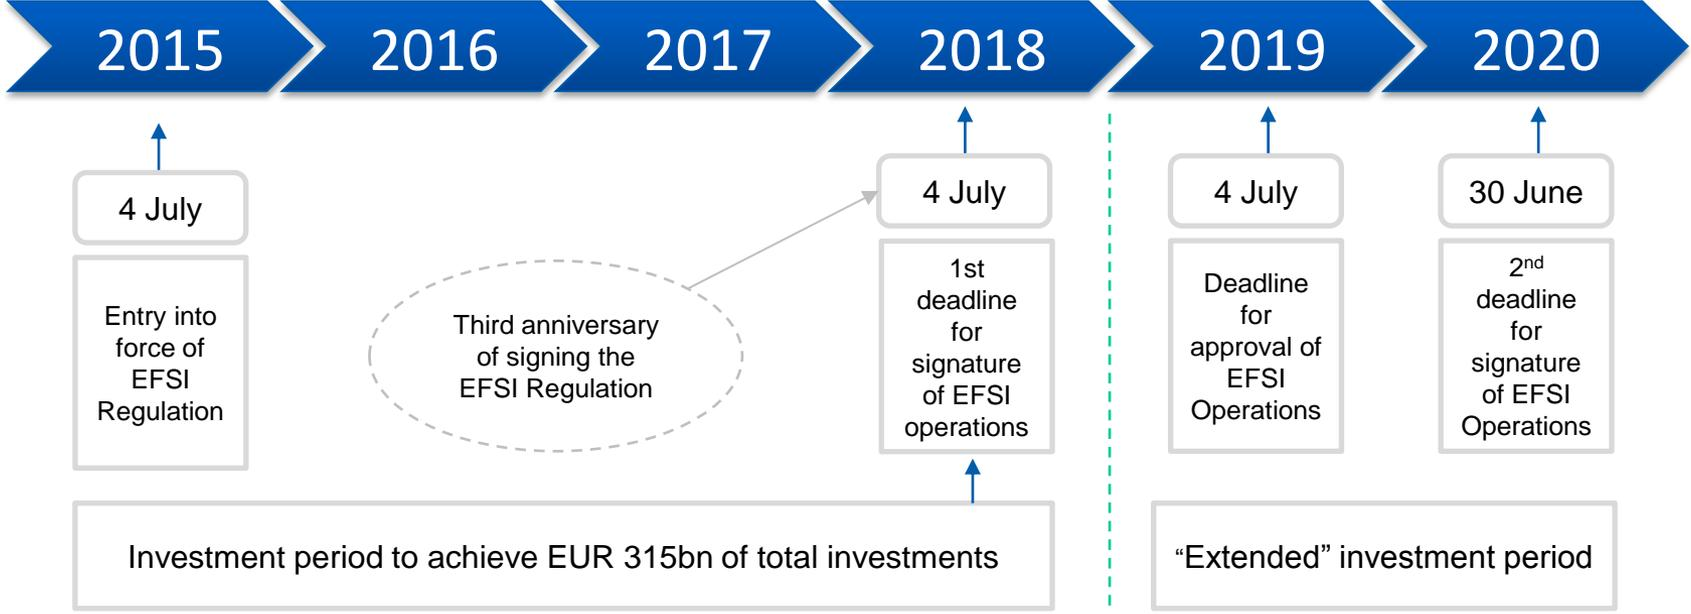 2015
2016
2017
2018
2019
2020
4 July
Entry into
force of
EFSI
Regulation
Third anniversary
of signing the
EFSI Regulation
4 July
1st
deadline
for
signature
of EFSI
operations
4 July
Deadline
for
approval of
EFSI
Operations
30 June
2nd
deadline
for
signature
of EFSI
Operations
Investment period to achieve EUR 315bn of total investments
“Extended” investment period